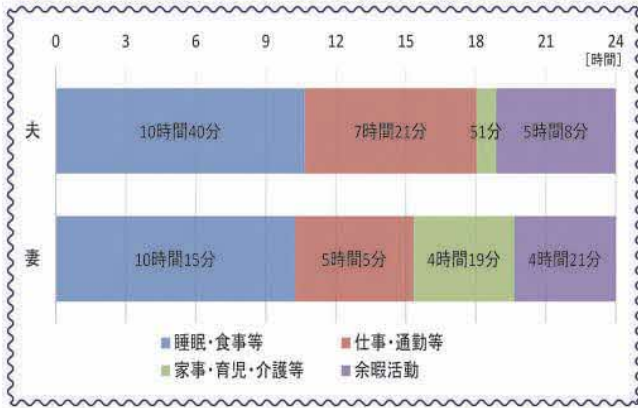 0 3 6 9 12 15 18 21 24
[時間]
夫 10時間40分 7時間21分 51分 5時間8分
妻 10時間15分 5時間5分 4時間19分 4時間21分
■睡眠・食事等 ■仕事・通勤等
■家事・育児・介護等 ■余暇活動